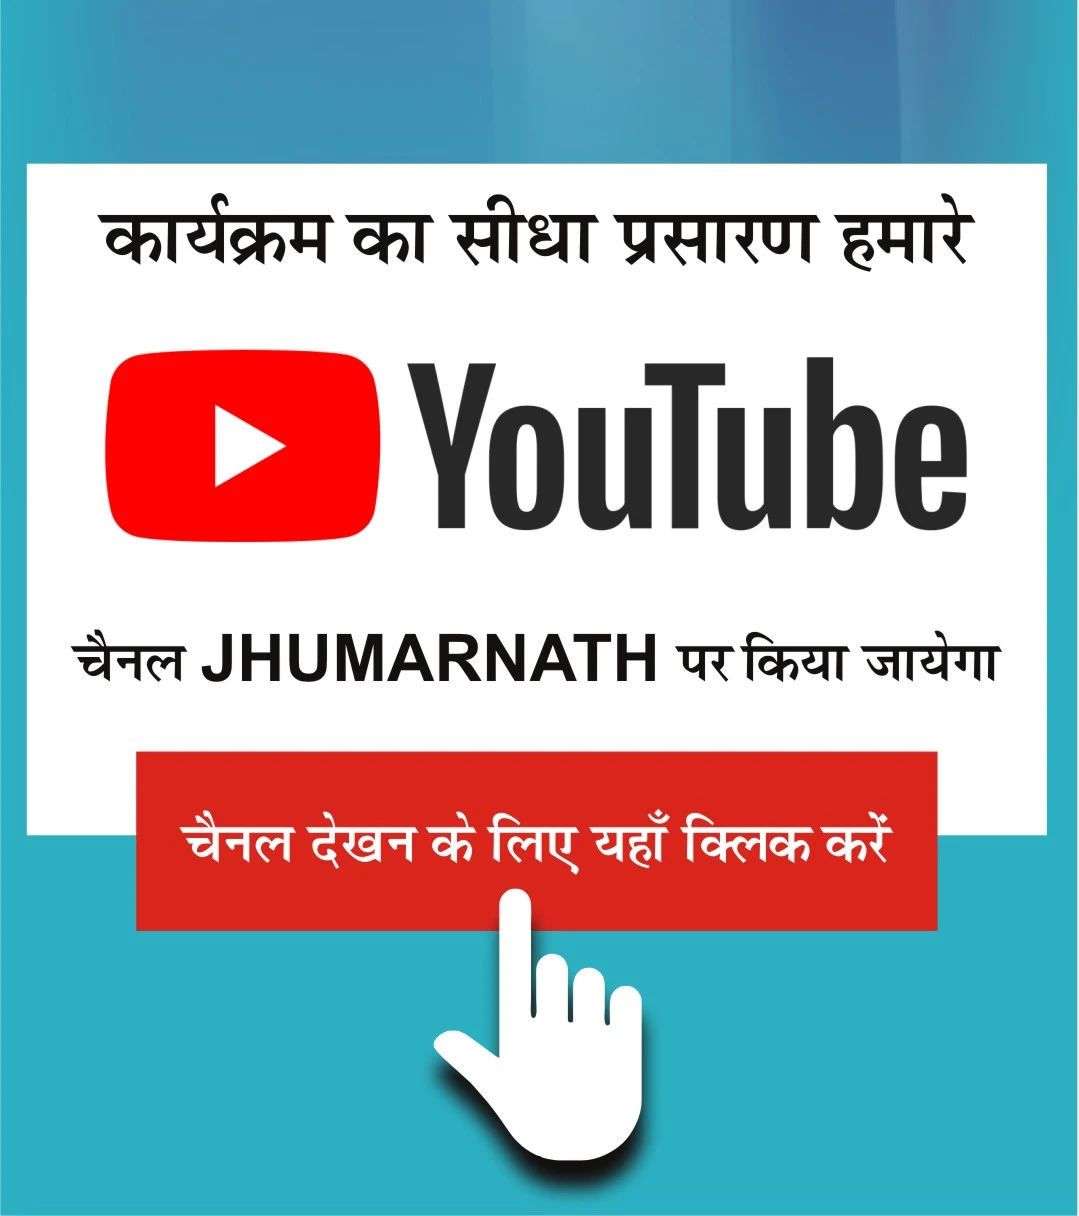 कार्यक्रम का सीधा प्रसारण हमारे
YouTube
चैनल JHUMARNATH पर किया जायेगा
चैनल देखन के लिए यहाँ क्लिक करें